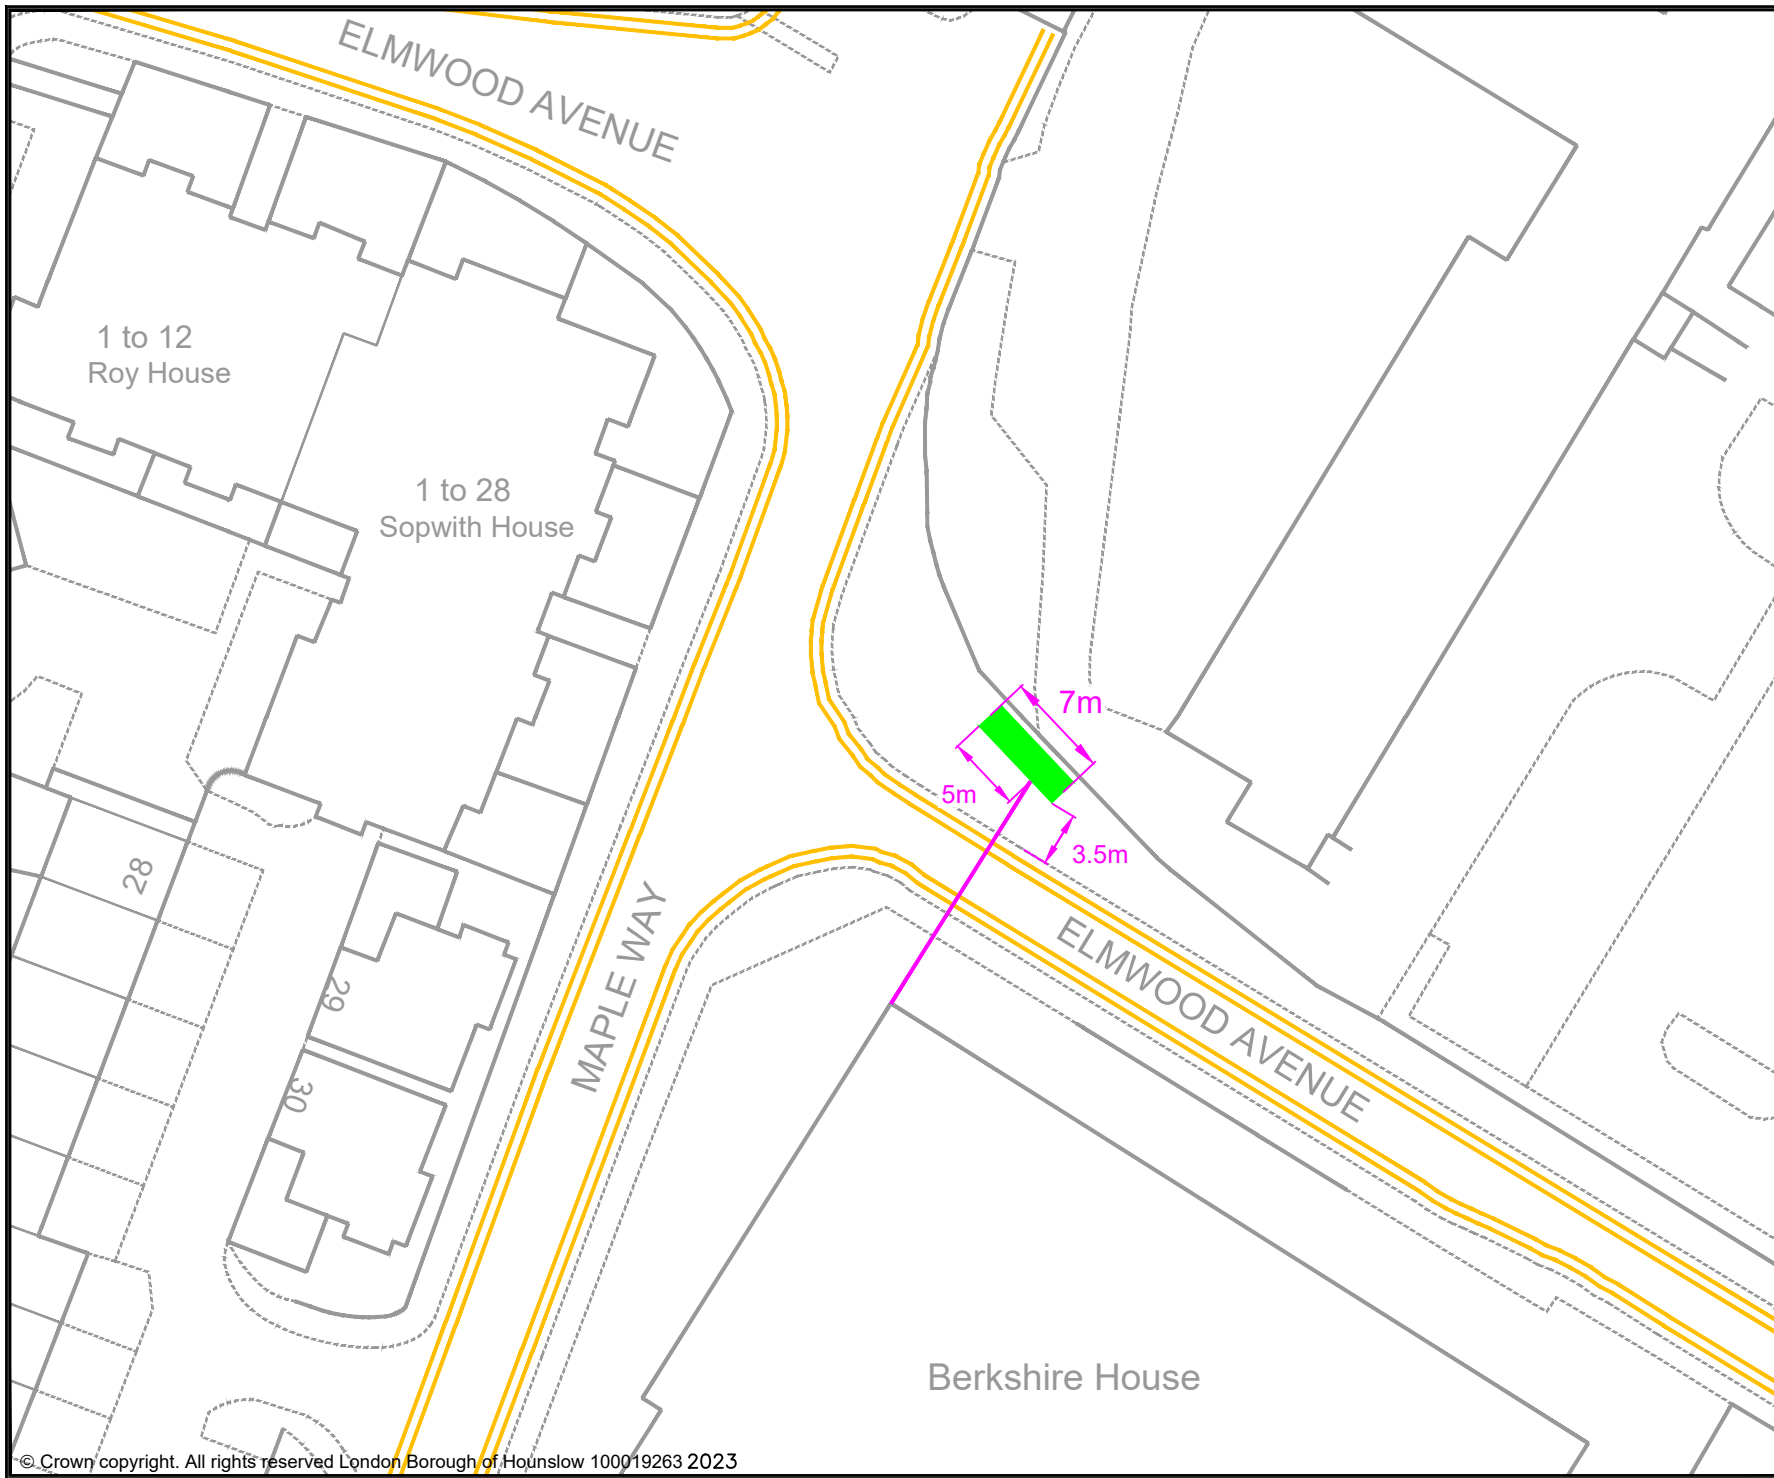 ELMWOOD AVENUE
1 to 12
Roy House
1 to 28
Sopwith House
7m
5m
3.5m
28
29
30
MAPLE WAY
ELMWOOD AVENUE
Berkshire House
© Crown copyright. All rights reserved London Borough of Hounslow 100019263 2023